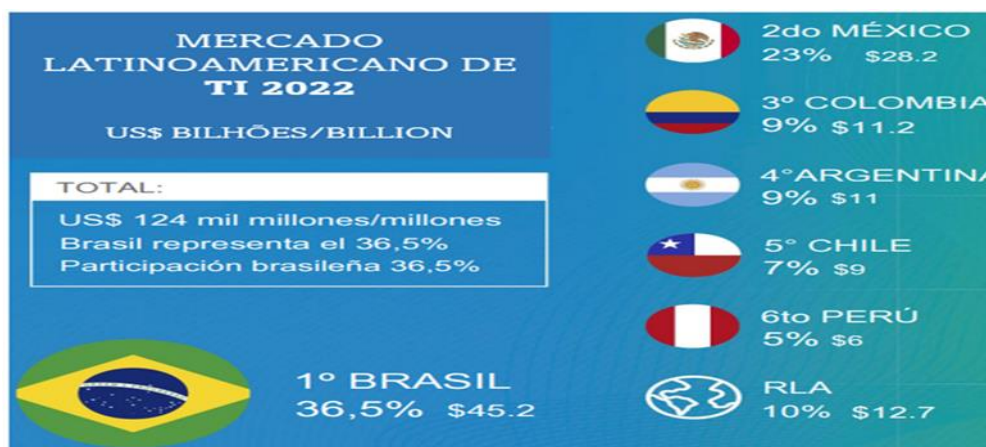 MERCADO
LATINOAMERICANO DE
TI 2022
US$ BILHÕES/BILLION
TOTAL:
US$ 124 mil millones/millones
Brasil representa el 36,5%
Participación brasileña 36,5%
1º BRASIL
36,5% $45.2
2do MÉXICO
23% $28.2
3º COLOMBIA
9% $11.2
4°ARGENTINA
9% $11
5° CHILE
7% $9
6to PERÚ
5% $6
RLA
10% $12.7